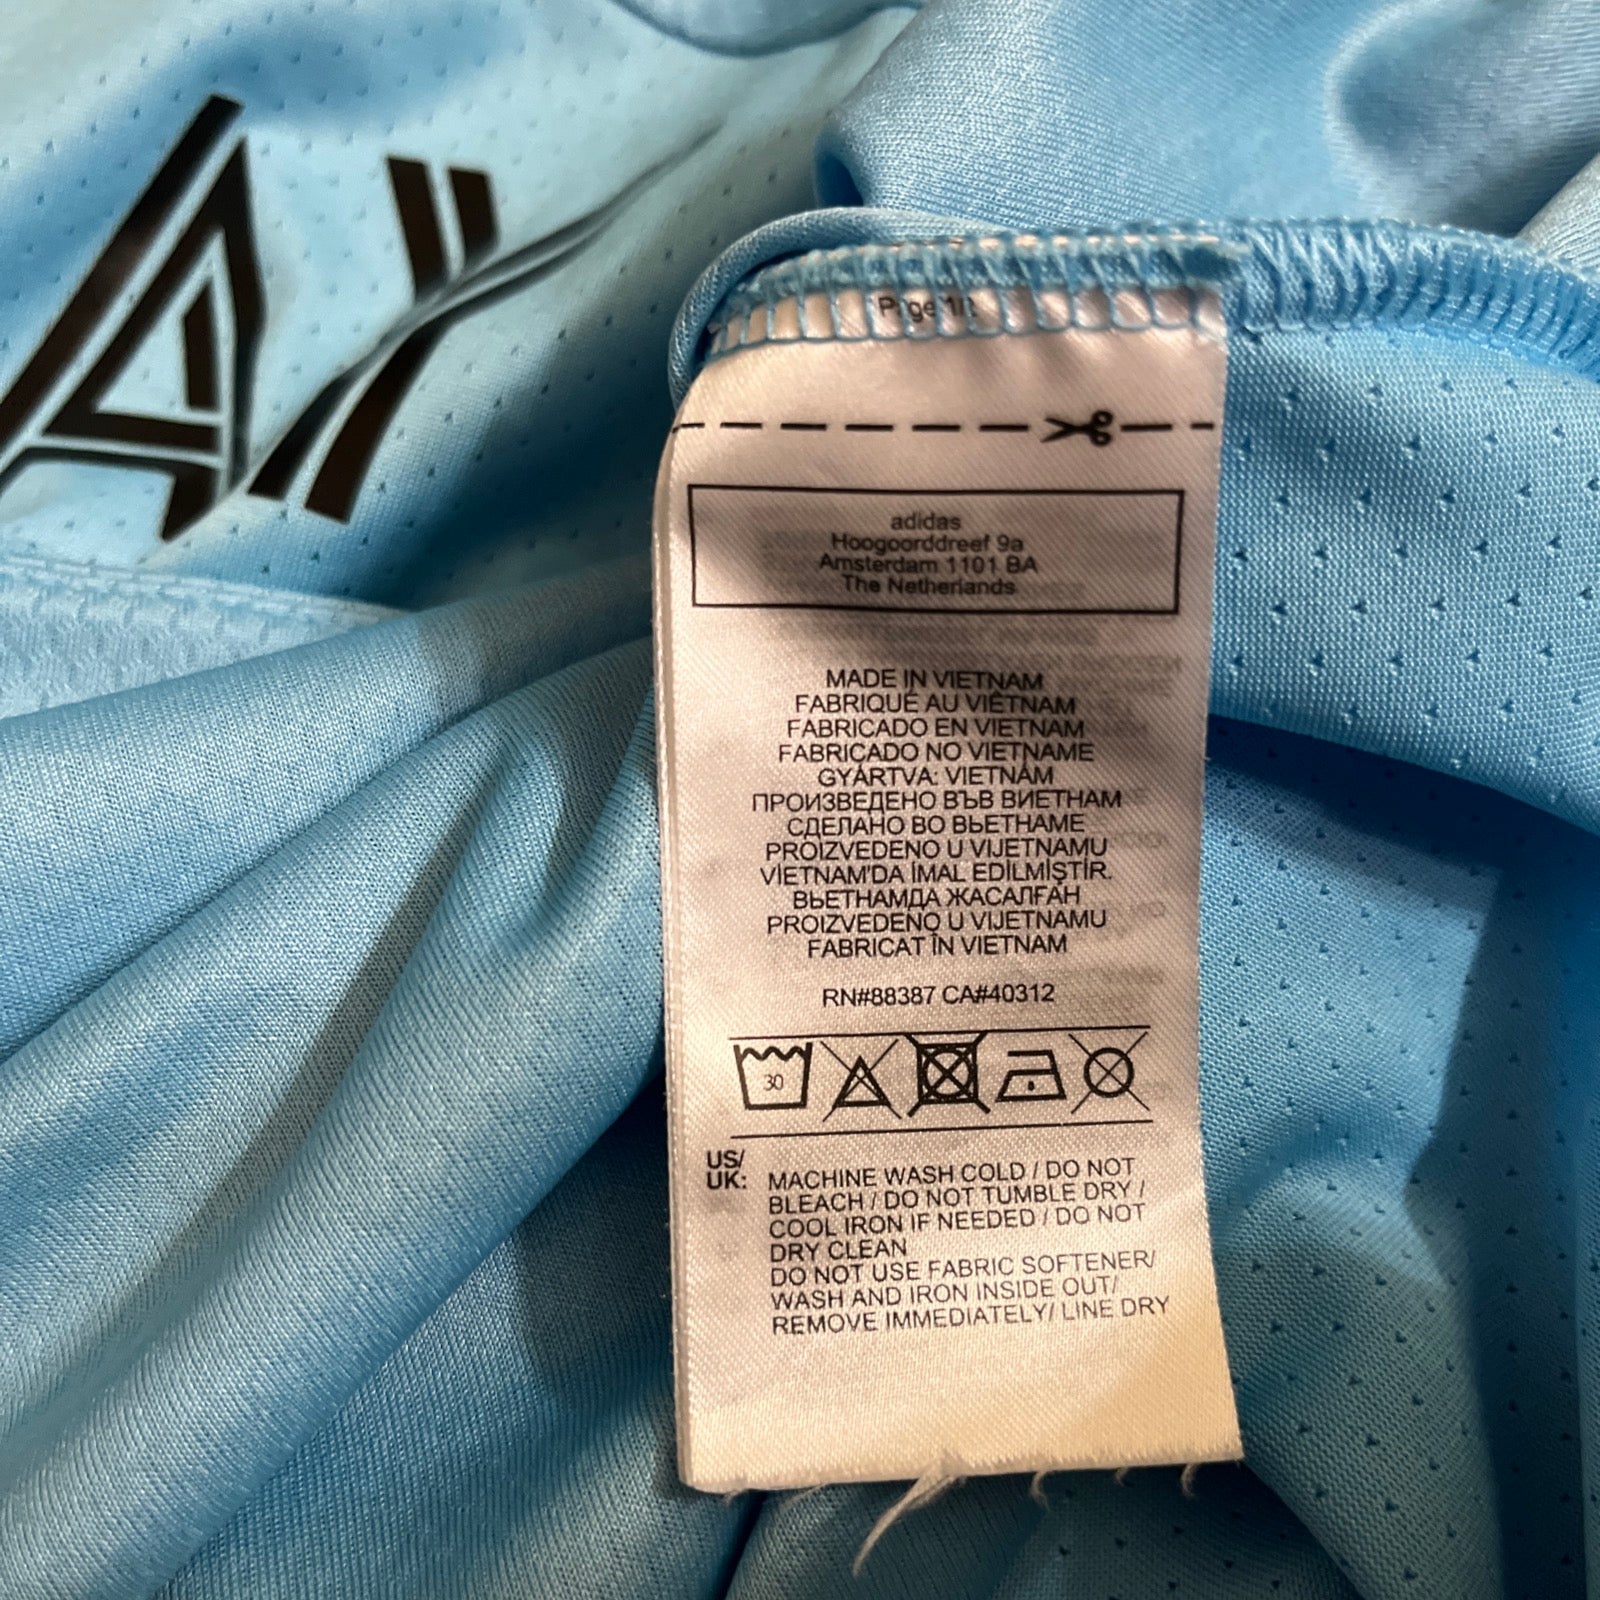 AY
Page 1/
adidas
Hoogoorddreef 9a
Amsterdam 1101 BA
The Netherlands
MADE IN VIETNAM
FABRIQUÉ AU VIÊTNAM
FABRICADO EN VIETNAM
FABRICADO NO VIETNAME
GYÁRTVA: VIETNÁM
ПРОИЗВЕДЕНО ВЪВ ВИЕТНАМ
СДЕЛАНО ВО ВЬЕТНАМЕ
PROIZVEDENO U VIJETNAMU
VİETNAM'DA İMAL EDİLMİŞTİR.
ВЬЕТНАМДА ЖАСАЛҒАН
PROIZVEDENO U VIJETNAMU
FABRICAT ÎN VIETNAM
RN#88387 CA#40312
30
US/
UK: MACHINE WASH COLD / DO NOT
BLEACH / DO NOT TUMBLE DRY /
COOL IRON IF NEEDED / DO NOT
DRY CLEAN
DO NOT USE FABRIC SOFTENER/
WASH AND IRON INSIDE OUT/
REMOVE IMMEDIATELY/ LINE DRY